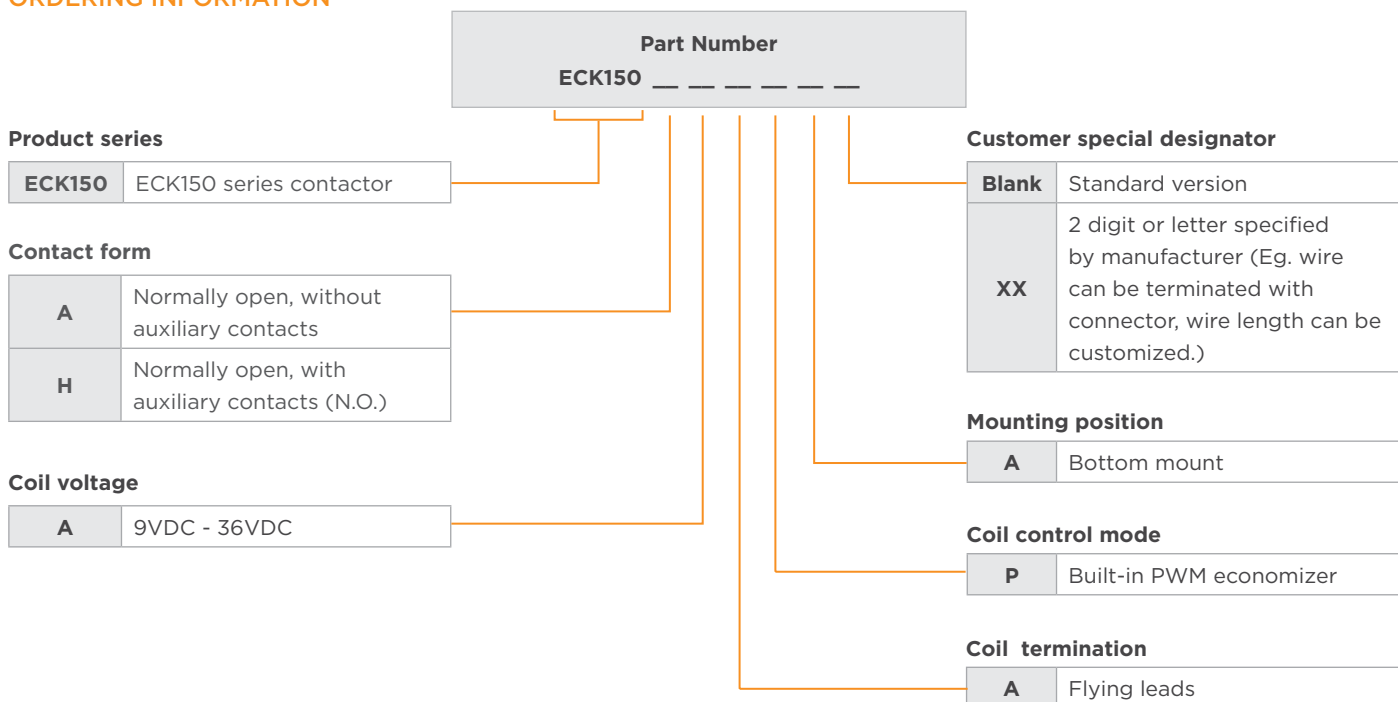 ORDERING INFORMATION
Part Number
ECK150 __ __ __ __ __ __
Product series
ECK150 ECK150 series contactor
Contact form
A Normally open, without
auxiliary contacts
H Normally open, with
auxiliary contacts (N.O.)
Coil voltage
A 9VDC - 36VDC
Customer special designator
Blank Standard version
XX 2 digit or letter specified
by manufacturer (Eg. wire
can be terminated with
connector, wire length can be
customized.)
Mounting position
A Bottom mount
Coil control mode
P Built-in PWM economizer
Coil termination
A Flying leads